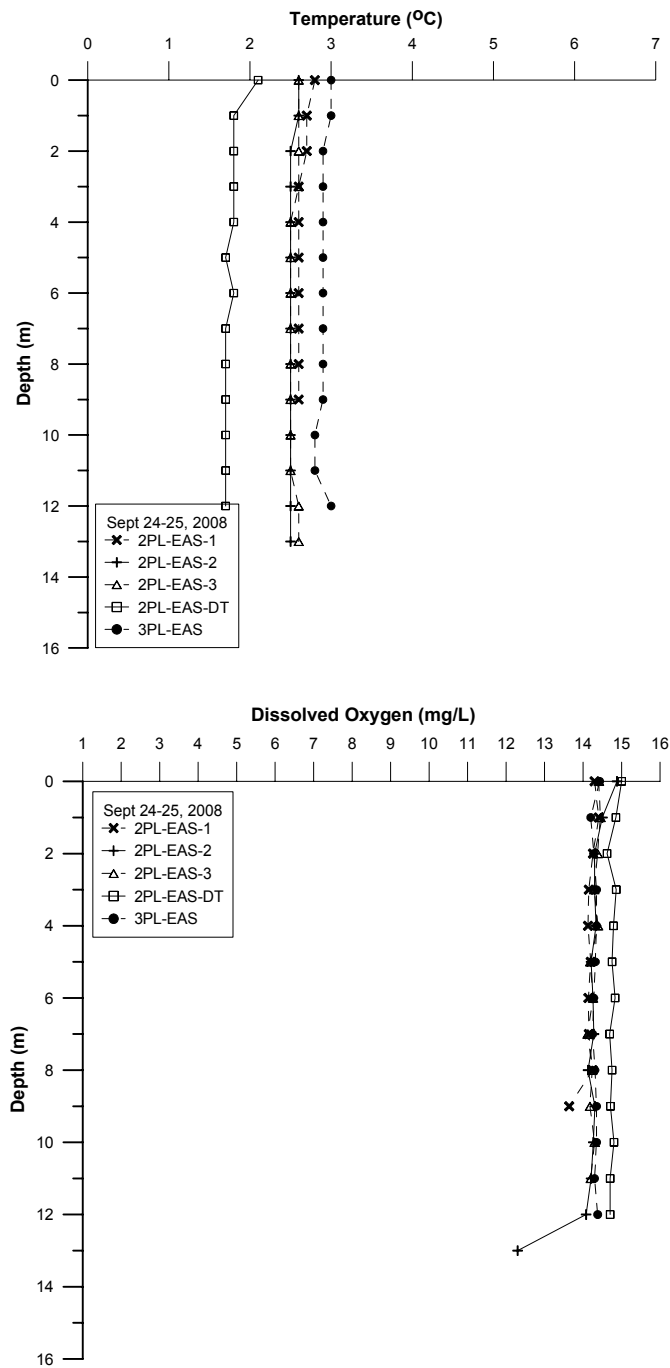 Temperature (ºC)
0 1 2 3 4 5 6 7
0
2
4
6
8
10
12
14
16
Depth (m)
Sept 24-25, 2008
2PL-EAS-1
2PL-EAS-2
2PL-EAS-3
2PL-EAS-DT
3PL-EAS
Dissolved Oxygen (mg/L)
1 2 3 4 5 6 7 8 9 10 11 12 13 14 15 16
0
2
4
6
8
10
12
14
16
Depth (m)
Sept 24-25, 2008
2PL-EAS-1
2PL-EAS-2
2PL-EAS-3
2PL-EAS-DT
3PL-EAS